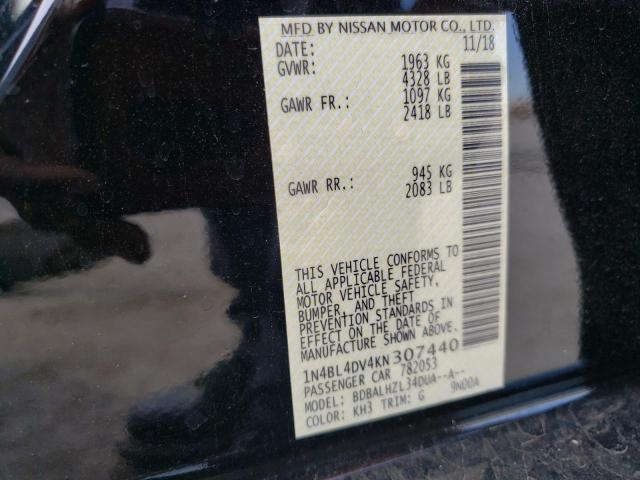 MFD BY NISSAN MOTOR CO., LTD.
DATE: 11/18
GVWR: 1963 KG
4328 LB
GAWR FR.: 1097 KG
2418 LB
GAWR RR.: 945 KG
2083 LB
THIS VEHICLE CONFORMS TO
ALL APPLICABLE FEDERAL
MOTOR VEHICLE SAFETY,
BUMPER, AND THEFT
PREVENTION STANDARDS IN
EFFECT ON THE DATE OF
MANUFACTURE SHOWN ABOVE.
1N4BL4DV4KN307440
PASSENGER CAR 782053
MODEL: BDBALHZL34DUA--A--
COLOR: KH3 TRIM: G 9N00A